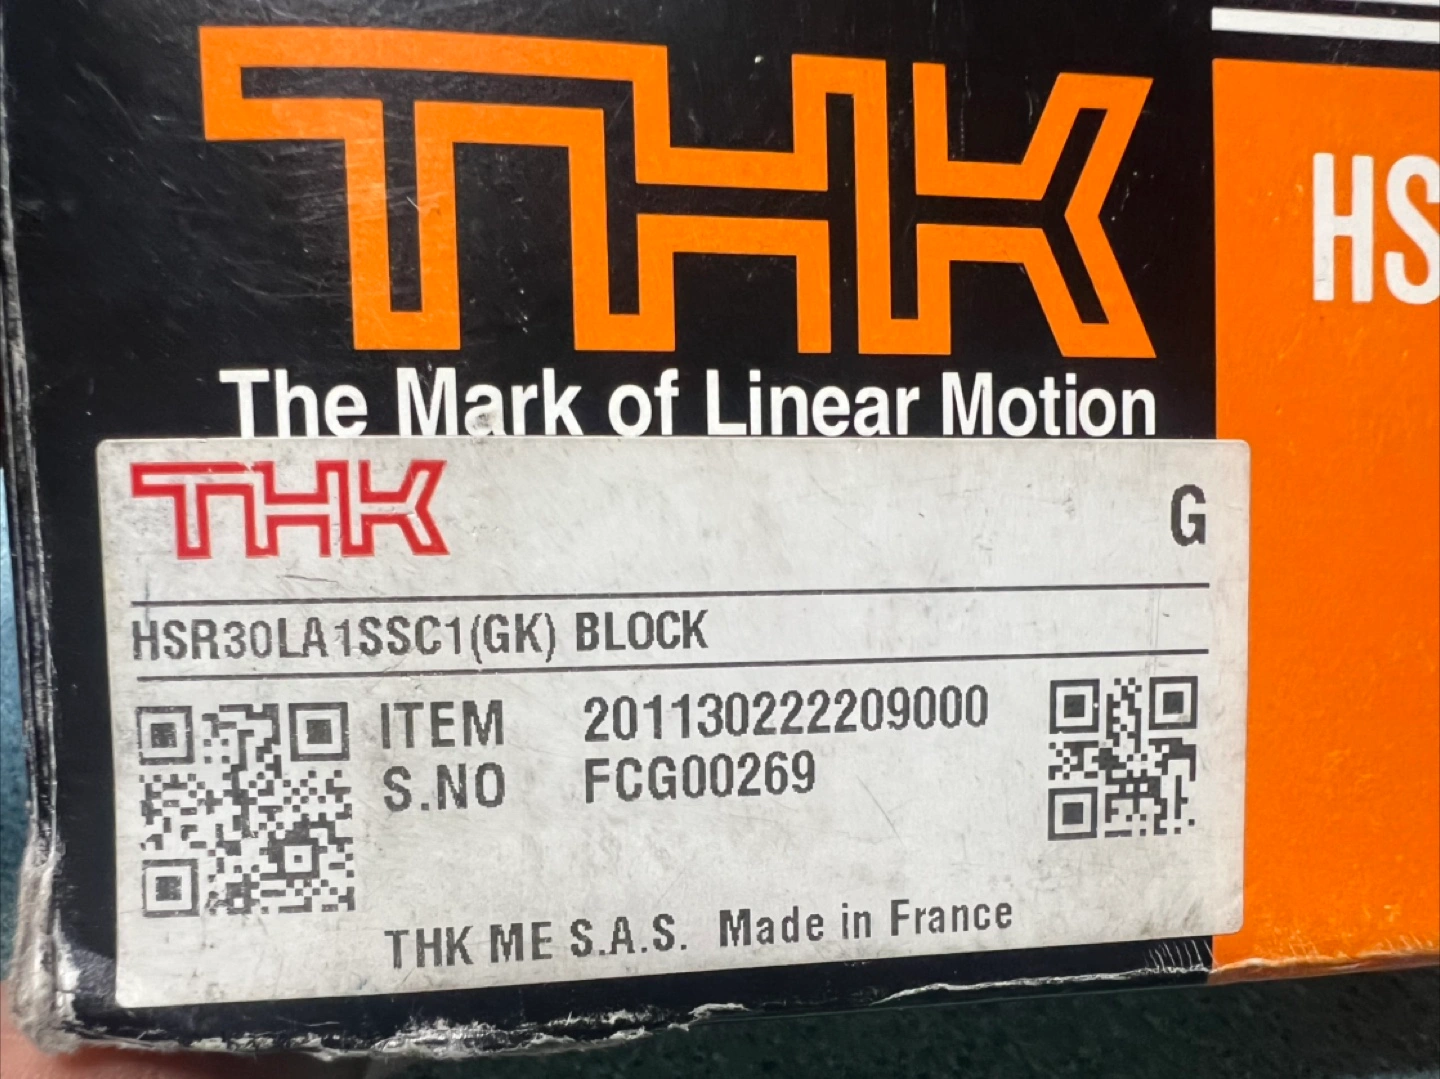 THK
HS
The Mark of Linear Motion
THK
G
HSR30LA1SSC1(GK) BLOCK
ITEM 201130222209000
S.NO FCG00269
THK ME S.A.S. Made in France